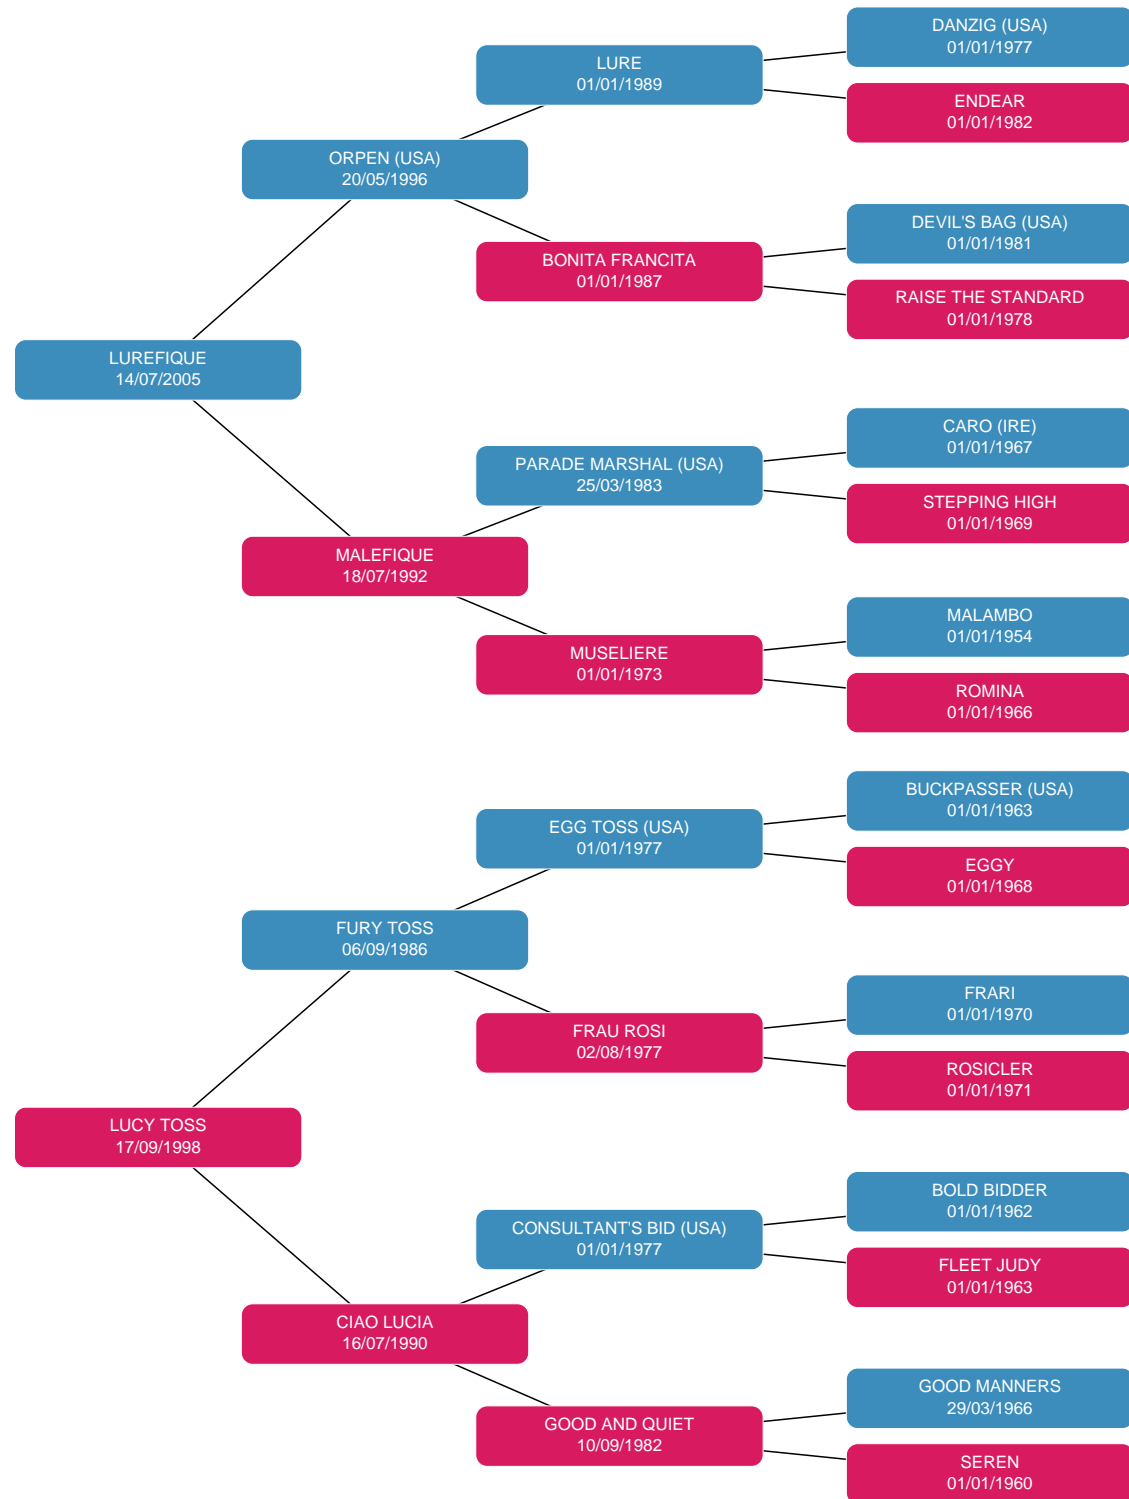 DANZIG (USA)
01/01/1977
LURE
01/01/1989
ENDEAR
01/01/1982
ORPEN (USA)
20/05/1996
DEVIL'S BAG (USA)
01/01/1981
BONITA FRANCITA
01/01/1987
RAISE THE STANDARD
01/01/1978
LUREFIQUE
14/07/2005
CARO (IRE)
01/01/1967
PARADE MARSHAL (USA)
25/03/1983
STEPPING HIGH
01/01/1969
MALEFIQUE
18/07/1992
MALAMBO
01/01/1954
MUSELIERE
01/01/1973
ROMINA
01/01/1966
BUCKPASSER (USA)
01/01/1963
EGG TOSS (USA)
01/01/1977
EGGY
01/01/1968
FURY TOSS
06/09/1986
FRARI
01/01/1970
FRAU ROSI
02/08/1977
ROSICLER
01/01/1971
LUCY TOSS
17/09/1998
BOLD BIDDER
01/01/1962
CONSULTANT'S BID (USA)
01/01/1977
FLEET JUDY
01/01/1963
CIAO LUCIA
16/07/1990
GOOD MANNERS
29/03/1966
GOOD AND QUIET
10/09/1982
SEREN
01/01/1960